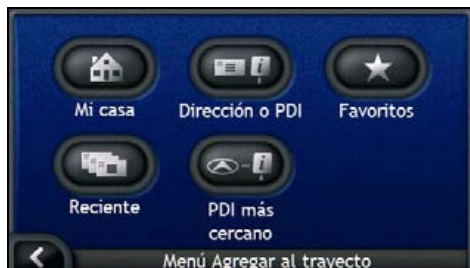 Mi casa
Dirección o PDI
Favoritos
Reciente
PDI más
cercano
Menú Agregar al trayecto